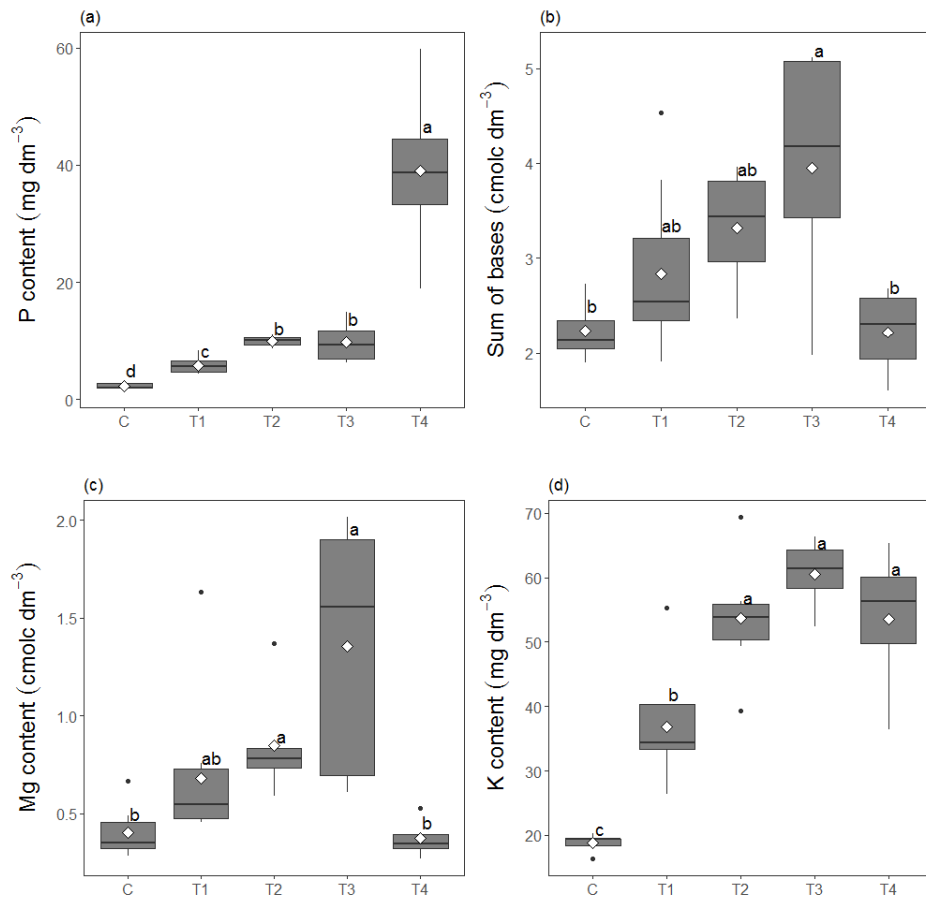 (a)
P content (mg dm⁻³)
60
40
20
0
d
c
b
b
a
C T1 T2 T3 T4
(b)
Sum of bases (cmolc dm⁻³)
5
4
3
2
b
ab
ab
a
b
C T1 T2 T3 T4
(c)
Mg content (cmolc dm⁻³)
2.0
1.5
1.0
0.5
b
ab
a
a
b
C T1 T2 T3 T4
(d)
K content (mg dm⁻³)
70
60
50
40
30
20
c
b
a
a
a
C T1 T2 T3 T4